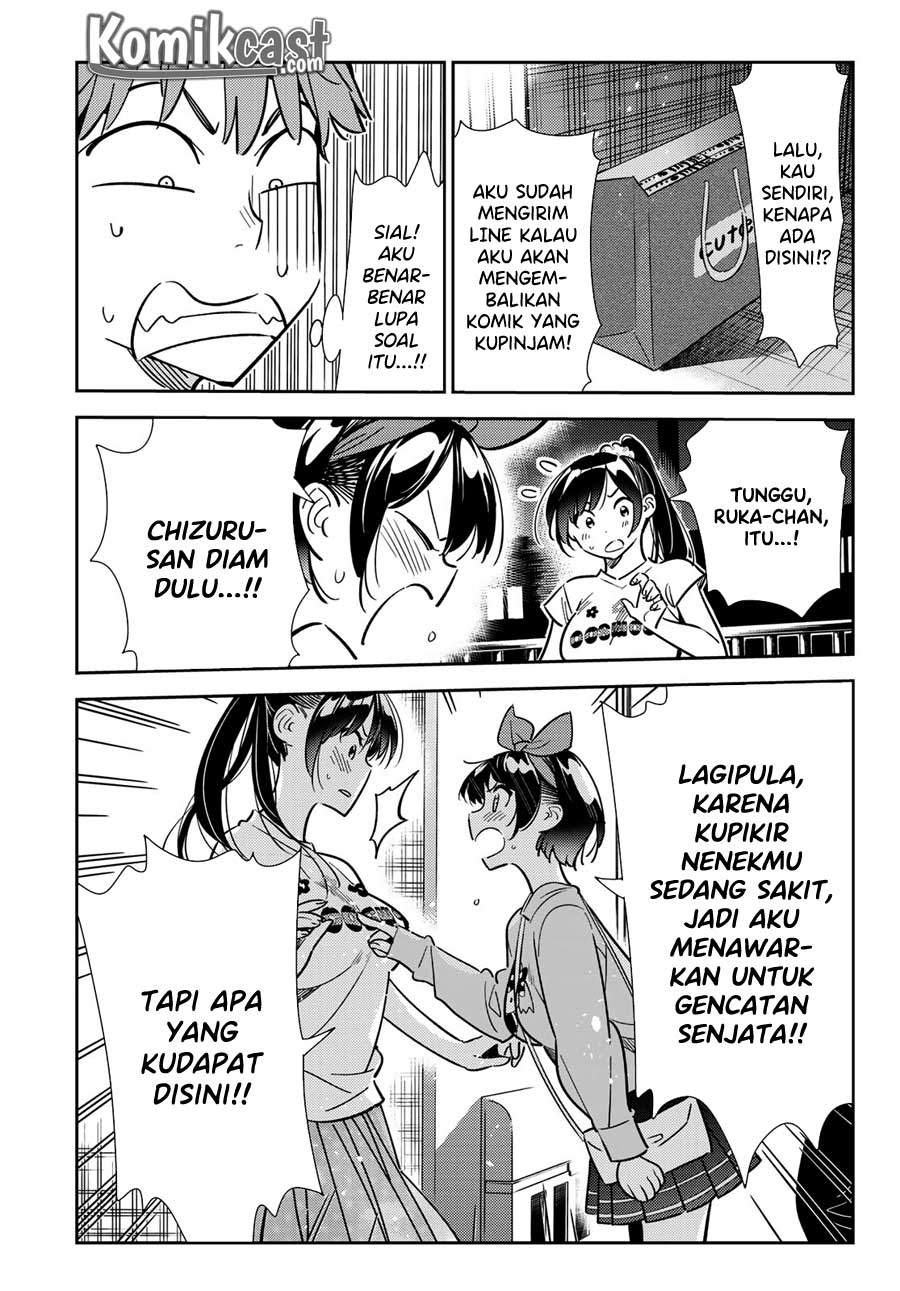 Komikcast
.com
LALU,
KAU
SENDIRI,
KENAPA
ADA
DISINI!?
cute
AKU SUDAH
MENGIRIM
LINE KALAU
AKU AKAN
MENGEM-
BALIKAN
KOMIK YANG
KUPINJAM!
SIAL!
AKU
BENAR-
BENAR
LUPA
SOAL
ITU...!!
TUNGGU,
RUKA-CHAN,
ITU...!
COSMOS
CHIZURU-
SAN DIAM
DULU...!!
LAGIPULA,
KARENA
KUPIKIR
NENEKMU
SEDANG SAKIT,
JADI AKU
MENAWAR-
KAN UNTUK
GENCATAN
SENJATA!!
TAPI APA
YANG
KUDAPAT
DISINI!!